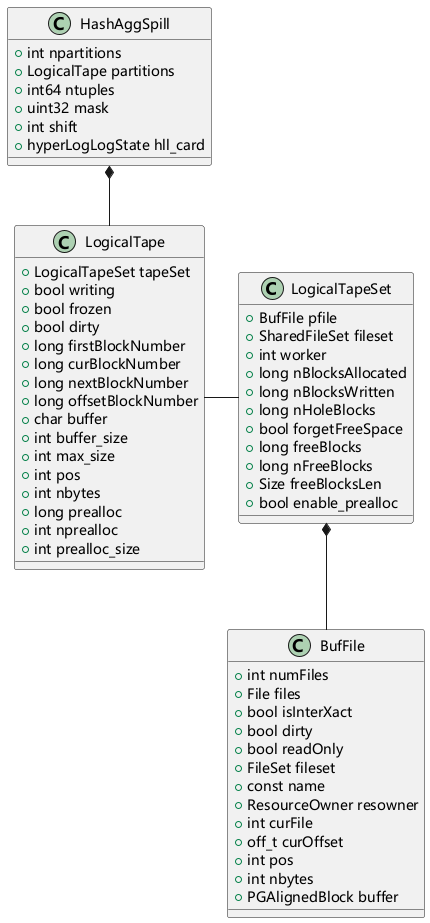 C HashAggSpill
int npartitions
LogicalTape partitions
int64 ntuples
uint32 mask
int shift
hyperLogLogState hll_card
C LogicalTape
LogicalTapeSet tapeSet
bool writing
bool frozen
bool dirty
long firstBlockNumber
long curBlockNumber
long nextBlockNumber
long offsetBlockNumber
char buffer
int buffer_size
int max_size
int pos
int nbytes
long prealloc
int nprealloc
int prealloc_size
C LogicalTapeSet
BufFile pfile
SharedFileSet fileset
int worker
long nBlocksAllocated
long nBlocksWritten
long nHoleBlocks
bool forgetFreeSpace
long freeBlocks
long nFreeBlocks
Size freeBlocksLen
bool enable_prealloc
C BufFile
int numFiles
File files
bool isInterXact
bool dirty
bool readOnly
FileSet fileset
const name
ResourceOwner resowner
int curFile
off_t curOffset
int pos
int nbytes
PGAlignedBlock buffer